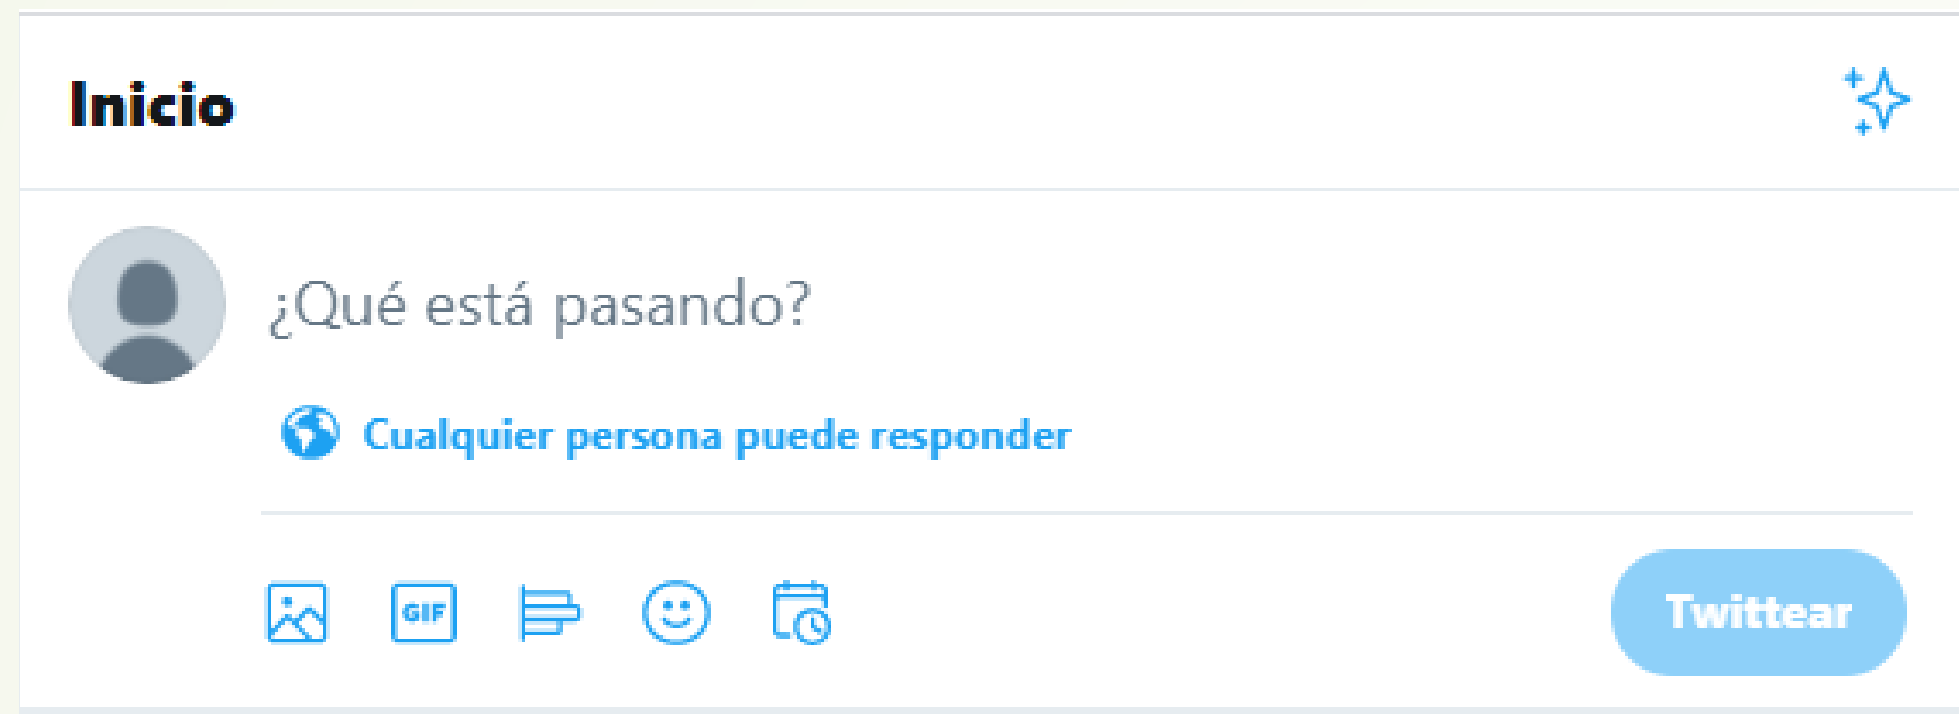 Inicio
¿Qué está pasando?
Cualquier persona puede responder
GIF
Twittear